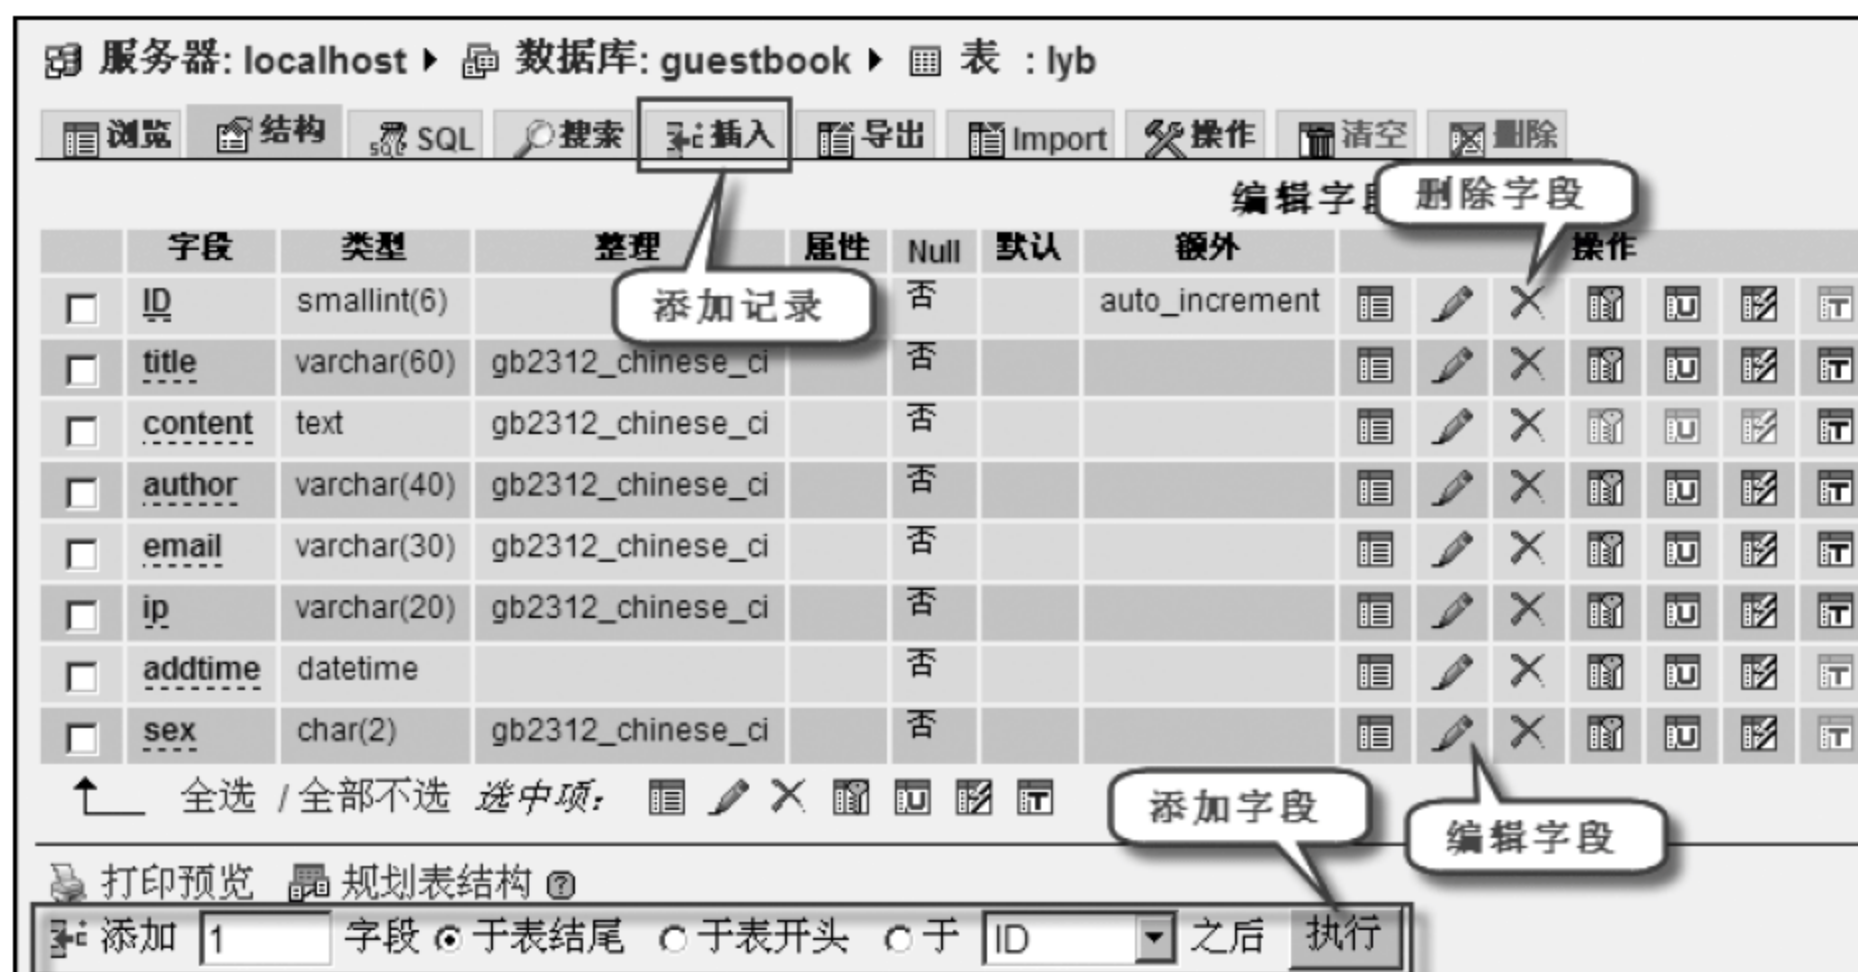 服务器: localhost 数据库: guestbook 表 : lyb
浏览 结构 SQL 搜索 插入 导出 Import 操作 清空 删除
编辑字 删除字段
字段 类型 整理 属性 Null 默认 额外 操作
添加记录
ID smallint(6) 否 auto_increment
title varchar(60) gb2312_chinese_ci 否
content text gb2312_chinese_ci 否
author varchar(40) gb2312_chinese_ci 否
email varchar(30) gb2312_chinese_ci 否
ip varchar(20) gb2312_chinese_ci 否
addtime datetime 否
sex char(2) gb2312_chinese_ci 否
全选 / 全部不选 选中项:
添加字段
编辑字段
打印预览 规划表结构
添加 1 字段 于表结尾 于表开头 于 ID 之后 执行